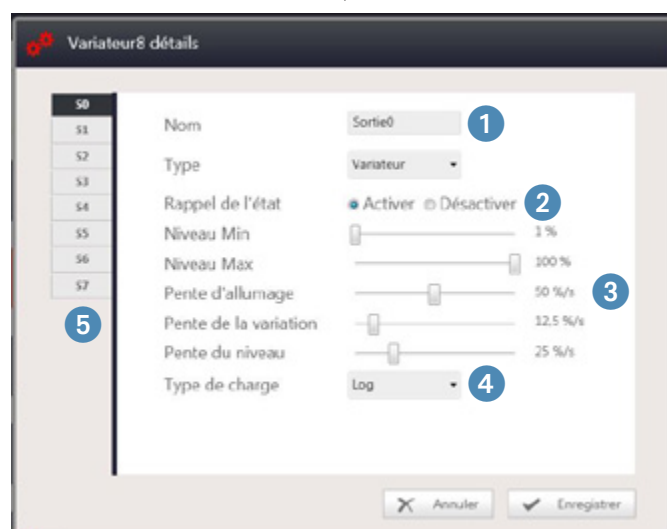 Variateur8 détails
S0
S1
S2
S3
S4
S5
S6
S7
5
Nom Sortie0 1
Type Variateur
Rappel de l'état Activer Désactiver 2
Niveau Min 1 %
Niveau Max 100 %
Pente d'allumage 50 %/s 3
Pente de la variation 12,5 %/s
Pente du niveau 25 %/s
Type de charge Log 4
Annuler Enregistrer